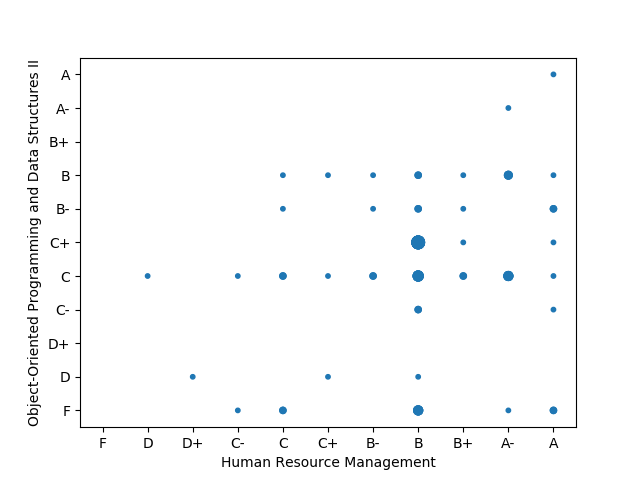 Object-Oriented Programming and Data Structures II
A
A-
B+
B
B-
C+
C
C-
D+
D
F
F D D+ C- C C+ B- B B+ A- A
Human Resource Management